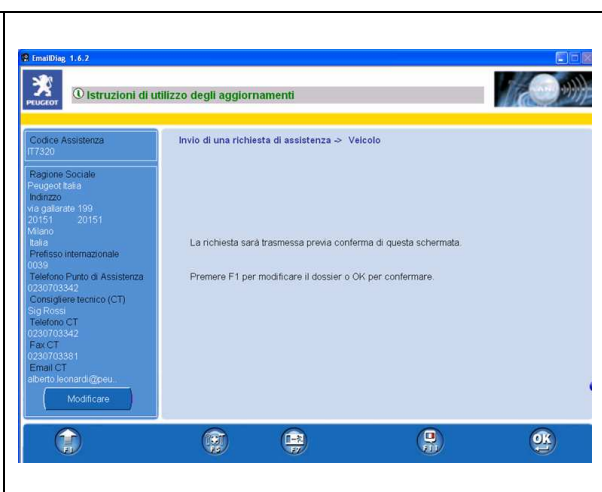 EmailDiag 1.6.2
PEUGEOT
Istruzioni di utilizzo degli aggiornamenti
Codice Assistenza
IT7320
Ragione Sociale
Peugeot Italia
Indirizzo
via gallarate 199
20151 20151
Milano
Italia
Prefisso internazionale
0039
Telefono Punto di Assistenza
0230703342
Consigliere tecnico (CT)
Sig Rossi
Telefono CT
0230703342
Fax CT
0230703381
Email CT
alberto.leonardi@peu...
Modificare
Invio di una richiesta di assistenza -> Veicolo
La richiesta sarà trasmessa previa conferma di questa schermata.
Premere F1 per modificare il dossier o OK per confermare.
F1
F6
F7
F11
OK